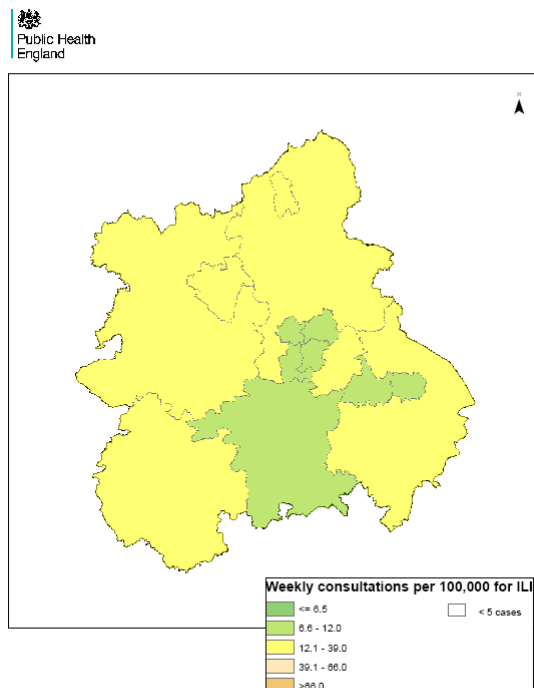 Public Health
England
N
Weekly consultations per 100,000 for ILI
<= 6.5
< 5 cases
6.6 - 12.0
12.1 - 39.0
39.1 - 66.0
>66.0